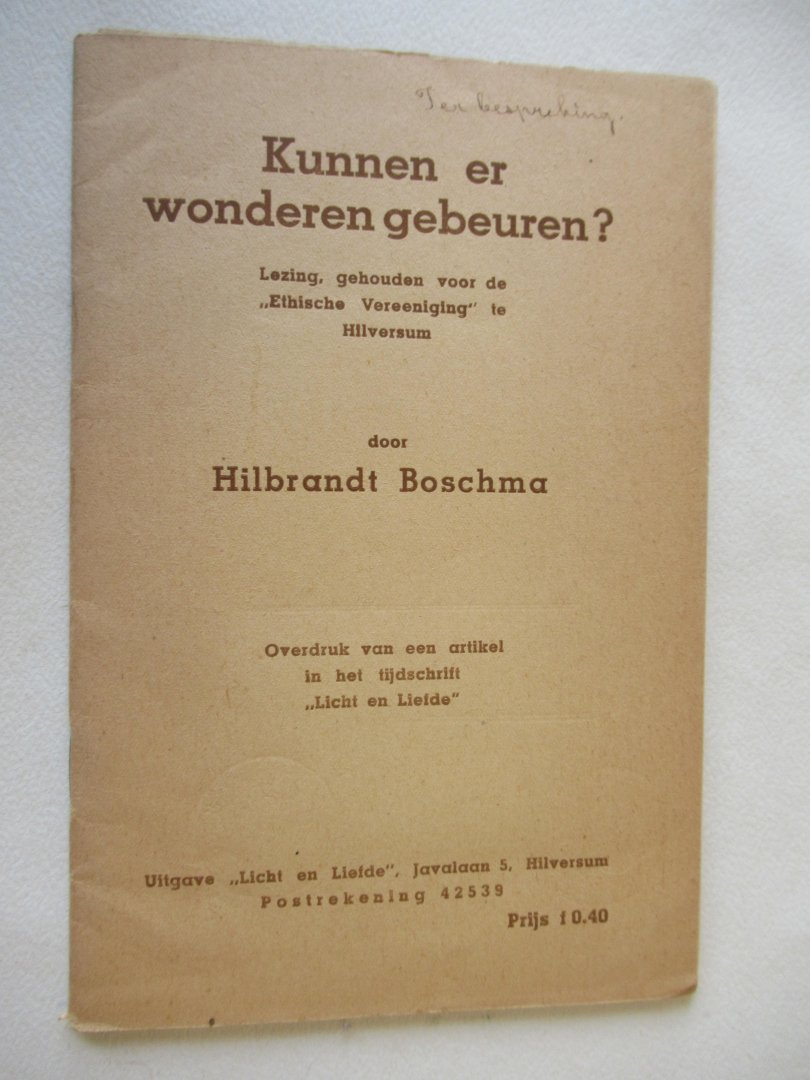 Ter bespreking.
Kunnen er
wonderen gebeuren?
Lezing, gehouden voor de
„Ethische Vereeniging" te
Hilversum
door
Hilbrandt Boschma
Overdruk van een artikel
in het tijdschrift
„Licht en Liefde"
Uitgave „Licht en Liefde", Javalaan 5, Hilversum
Postrekening 42539
Prijs f 0.40